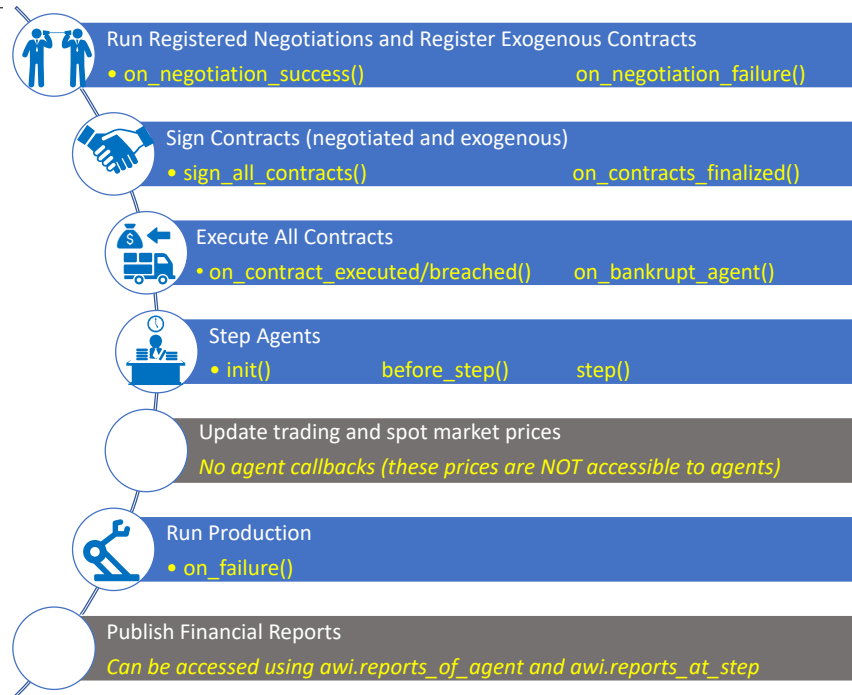 Run Registered Negotiations and Register Exogenous Contracts
• on_negotiation_success() on_negotiation_failure()
Sign Contracts (negotiated and exogenous)
• sign_all_contracts() on_contracts_finalized()
$
Execute All Contracts
• on_contract_executed/breached() on_bankrupt_agent()
Step Agents
• init() before_step() step()
Update trading and spot market prices
No agent callbacks (these prices are NOT accessible to agents)
Run Production
• on_failure()
Publish Financial Reports
Can be accessed using awi.reports_of_agent and awi.reports_at_step